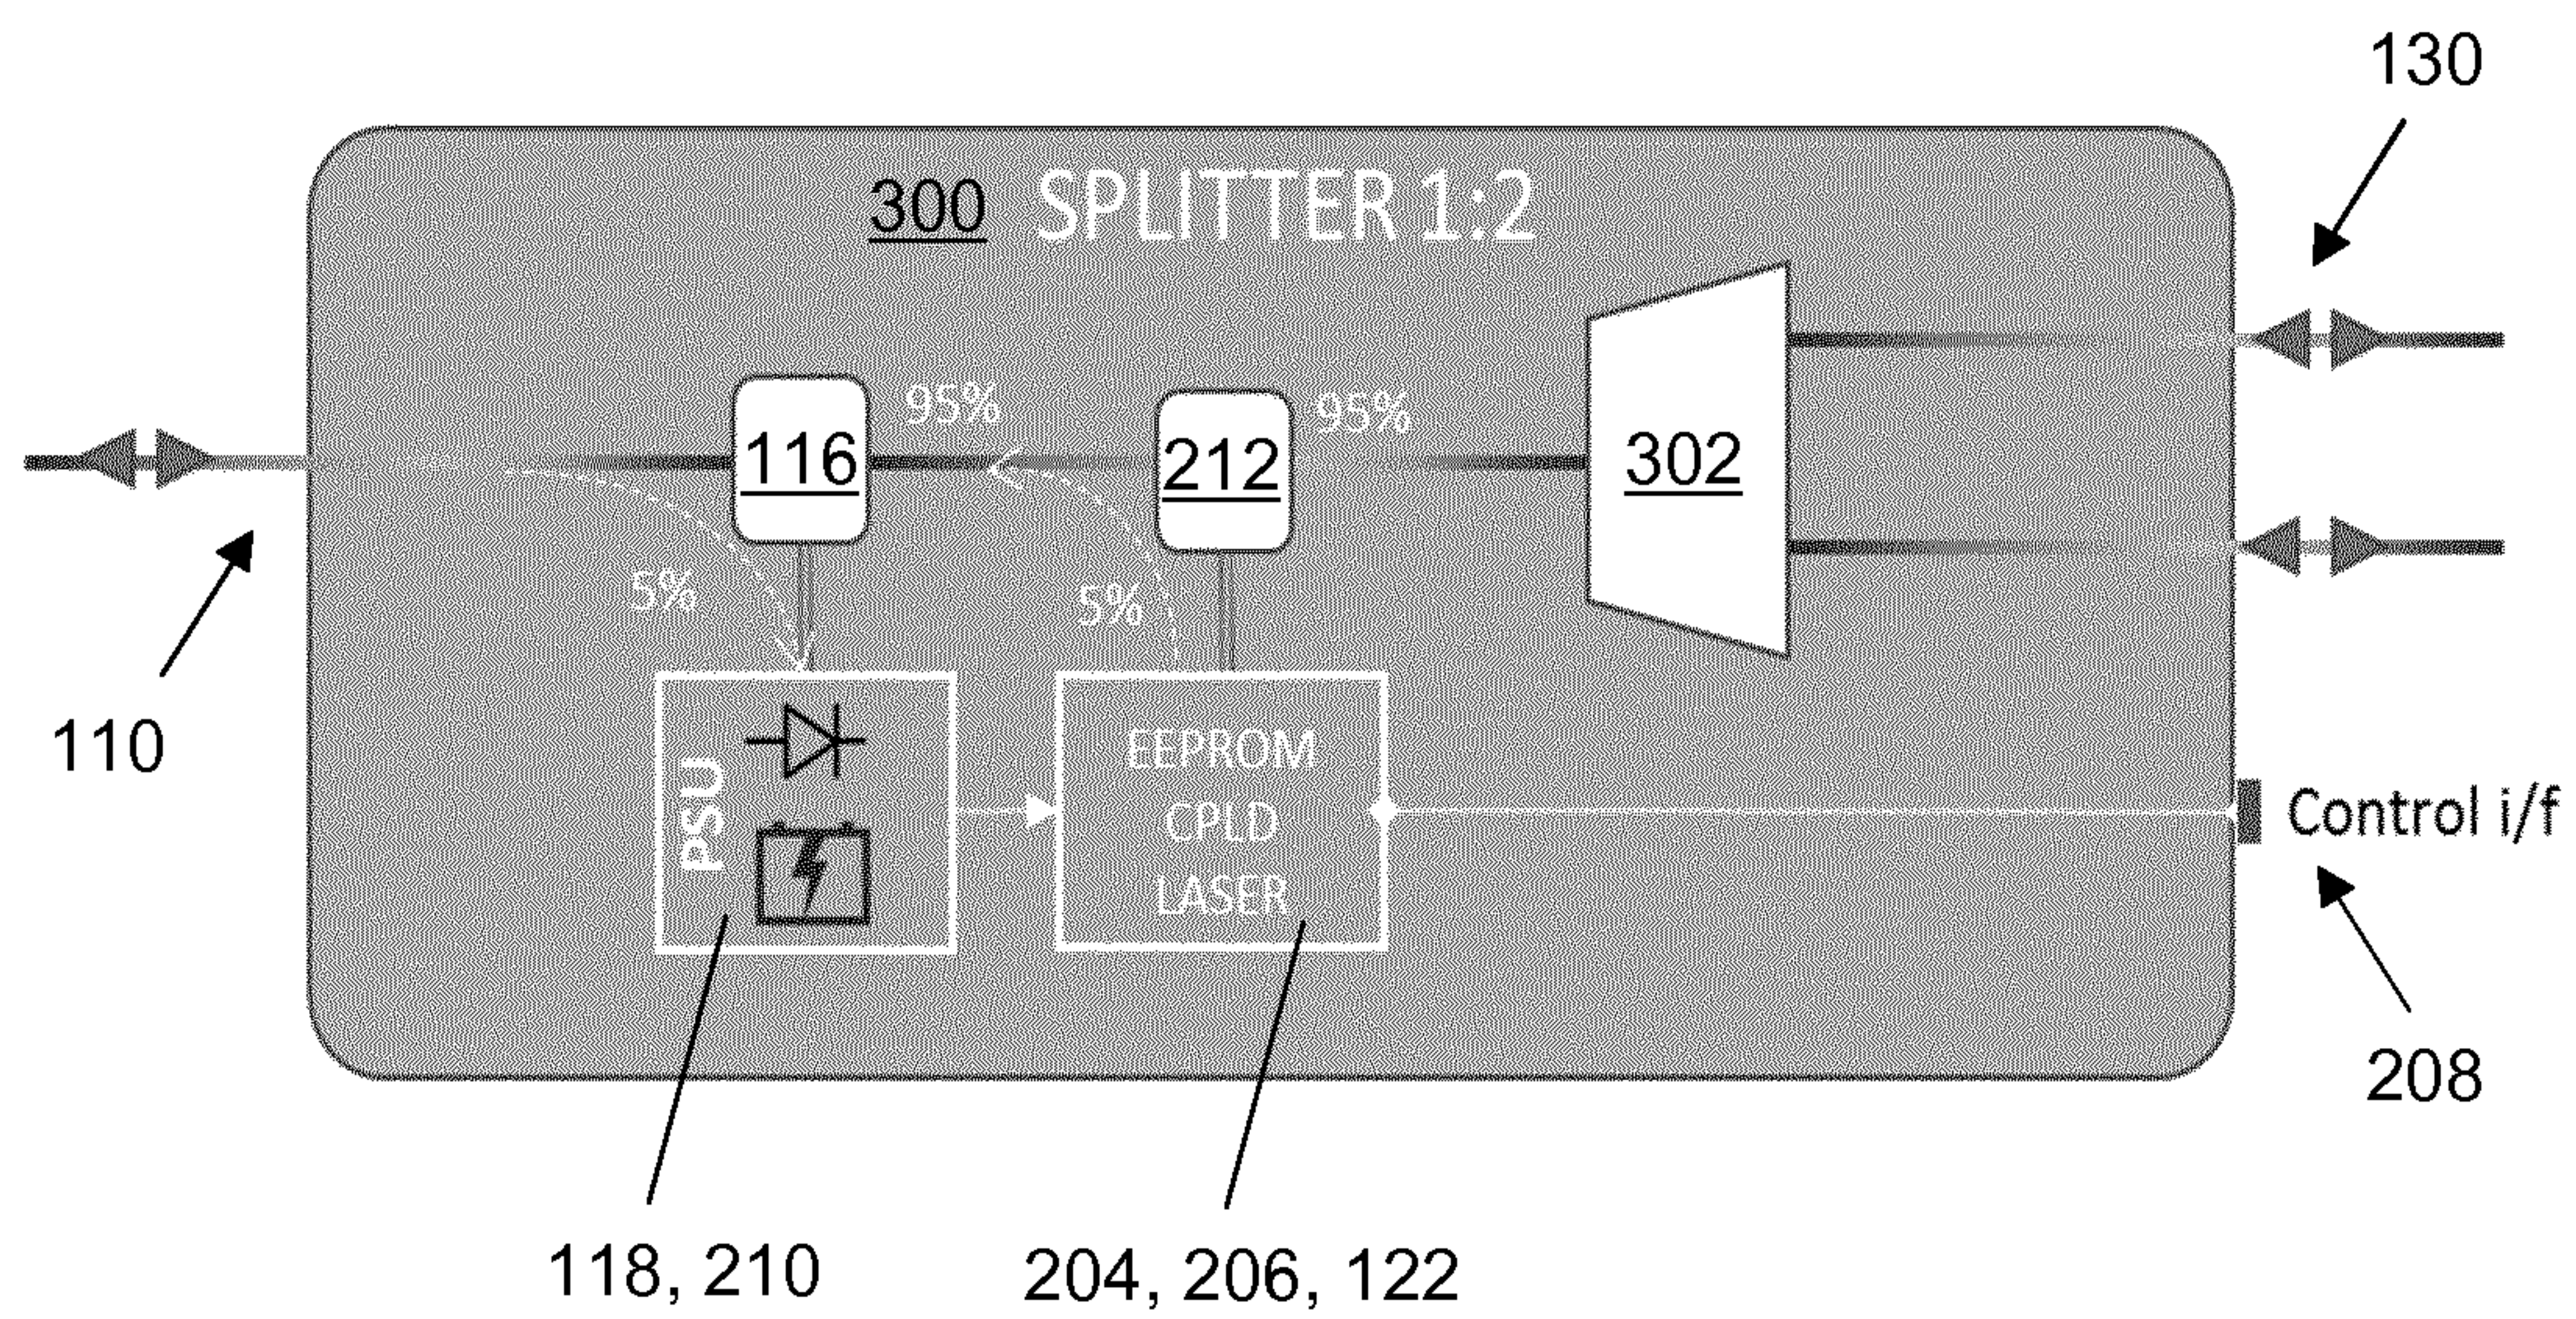 130
300 SPLITTER 1:2
95%
95%
116
212
302
5%
5%
110
PSU
EEPROM
CPLD
LASER
Control i/f
208
118, 210
204, 206, 122